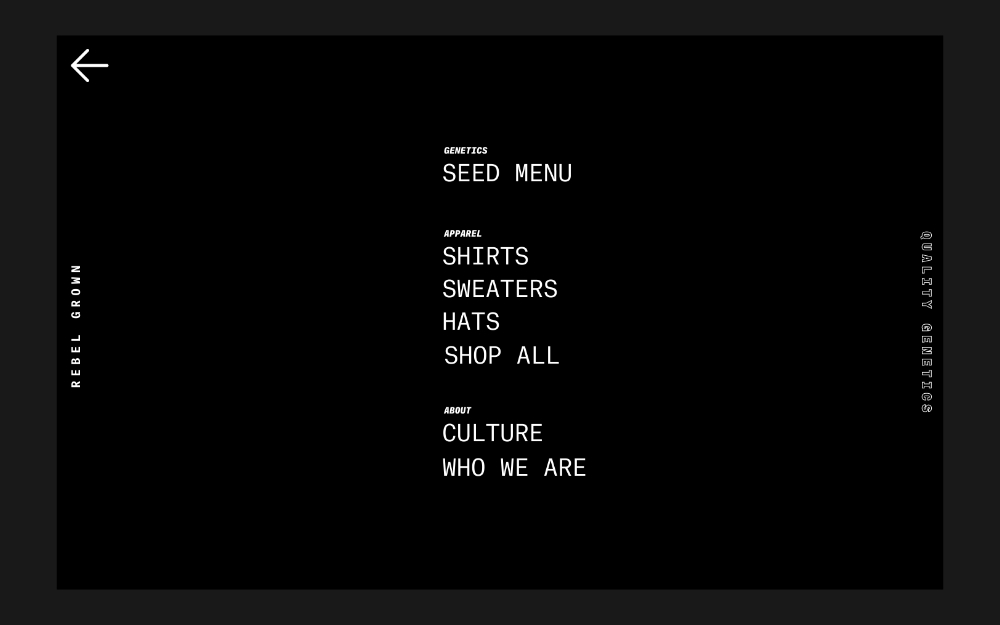 GENETICS
SEED MENU
APPAREL
SHIRTS
SWEATERS
HATS
SHOP ALL
ABOUT
CULTURE
WHO WE ARE
REBEL GROWN
QUALITY GENETICS